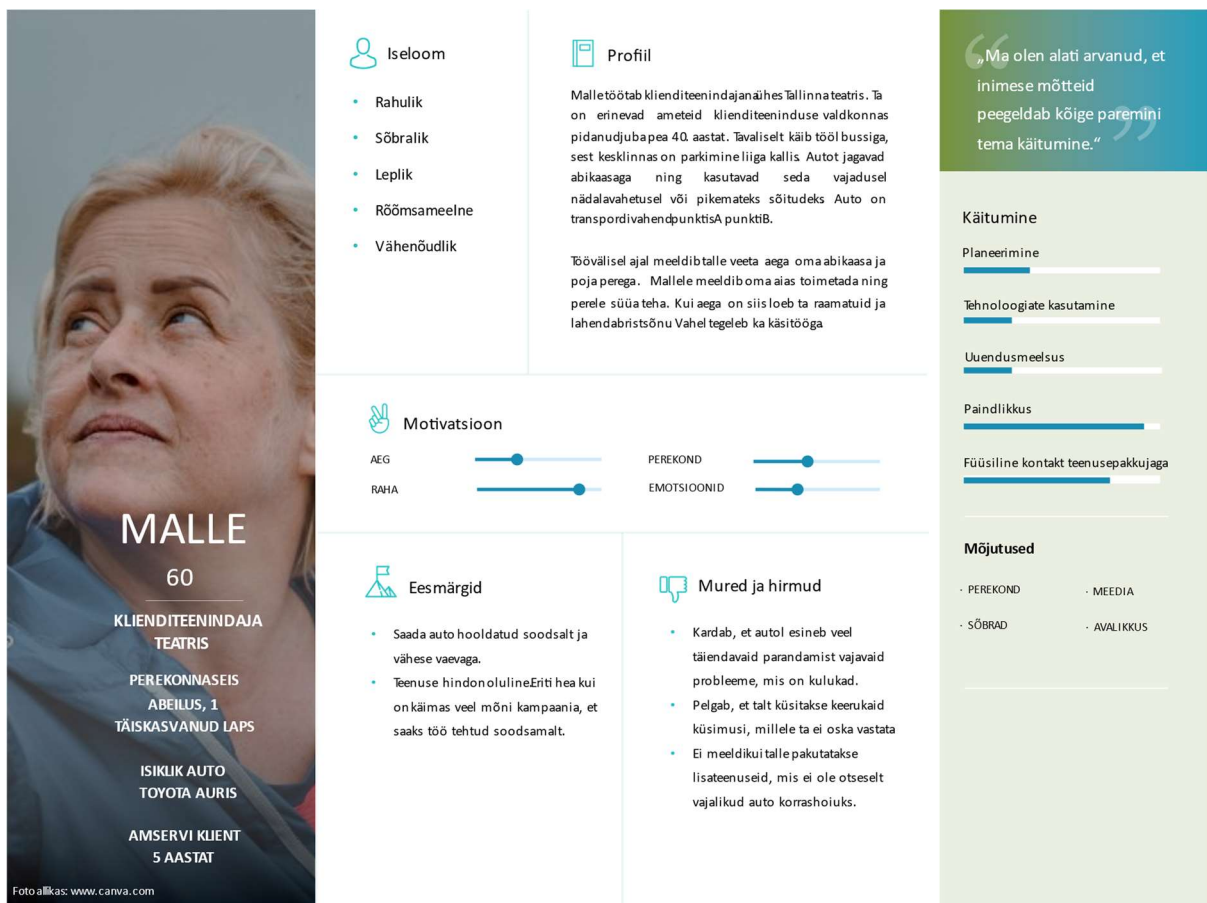 MALLE
60
KLIENDITEENINDAJA
TEATRIS
PEREKONNASEIS
ABEILUS, 1
TÄISKASVANUD LAPS
ISIKLIK AUTO
TOYOTA AURIS
AMSERVI KLIENT
5 AASTAT
Foto allikas: www.canva.com
Iseloom
• Rahulik
• Sõbralik
• Leplik
• Rõõmsameelne
• Vähenõudlik
Profiil
Malle töötab klienditeenindajana ühes Tallinna teatris. Ta
on erinevad ameteid klienditeeninduse valdkonnas
pidanud juba pea 40. aastat. Tavaliselt käib tööl bussiga,
sest kesklinnas on parkimine liiga kallis. Autot jagavad
abikaasaga ning kasutavad seda vajadusel
nädalavahetusel või pikemateks sõitudeks. Auto on
transpordivahend punktisA punktiB.
Töövälisel ajal meeldib talle veeta aega oma abikaasa ja
poja perega. Mallele meeldib oma aias toimetada ning
perele süüa teha. Kui aega on siis loeb ta raamatuid ja
lahendab ristsõnu. Vahel tegeleb ka käsitööga.
Motivatsioon
AEG
RAHA
PEREKOND
EMOTSIOONID
Eesmärgid
• Saada auto hooldatud soodsalt ja
vähese vaevaga.
• Teenuse hind on oluline. Eriti hea kui
on käimas veel mõni kampaania, et
saaks töö tehtud soodsamalt.
Mured ja hirmud
• Kardab, et autol esineb veel
täiendavaid parandamist vajavaid
probleeme, mis on kulukad.
• Pelgab, et talt küsitakse keerukaid
küsimusi, millele ta ei oska vastata
• Ei meeldi kui talle pakutatakse
lisateenuseid, mis ei ole otseselt
vajalikud auto korrashoiuks.
„Ma olen alati arvanud, et
inimese mõtteid
peegeldab kõige paremini
tema käitumine.“
Käitumine
Planeerimine
Tehnoloogiate kasutamine
Uuendusmeelsus
Paindlikkus
Füüsiline kontakt teenusepakkujaga
Mõjutused
· PEREKOND
· MEEDIA
· SÕBRAD
· AVALIKKUS